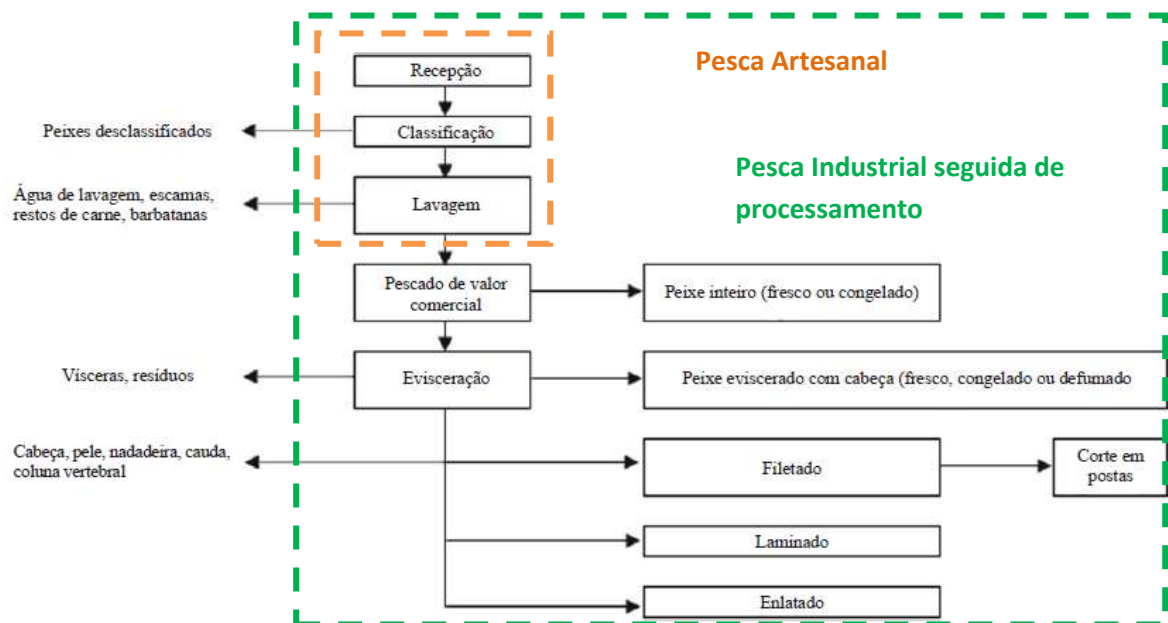 Recepção
Pesca Artesanal
Peixes desclassificados
Classificação
Pesca Industrial seguida de
processamento
Água de lavagem, escamas,
restos de carne, barbatanas
Lavagem
Pescado de valor
comercial
Peixe inteiro (fresco ou congelado)
Vísceras, resíduos
Evisceração
Peixe eviscerado com cabeça (fresco, congelado ou defumado
Cabeça, pele, nadadeira, cauda,
coluna vertebral
Filetado
Corte em
postas
Laminado
Enlatado